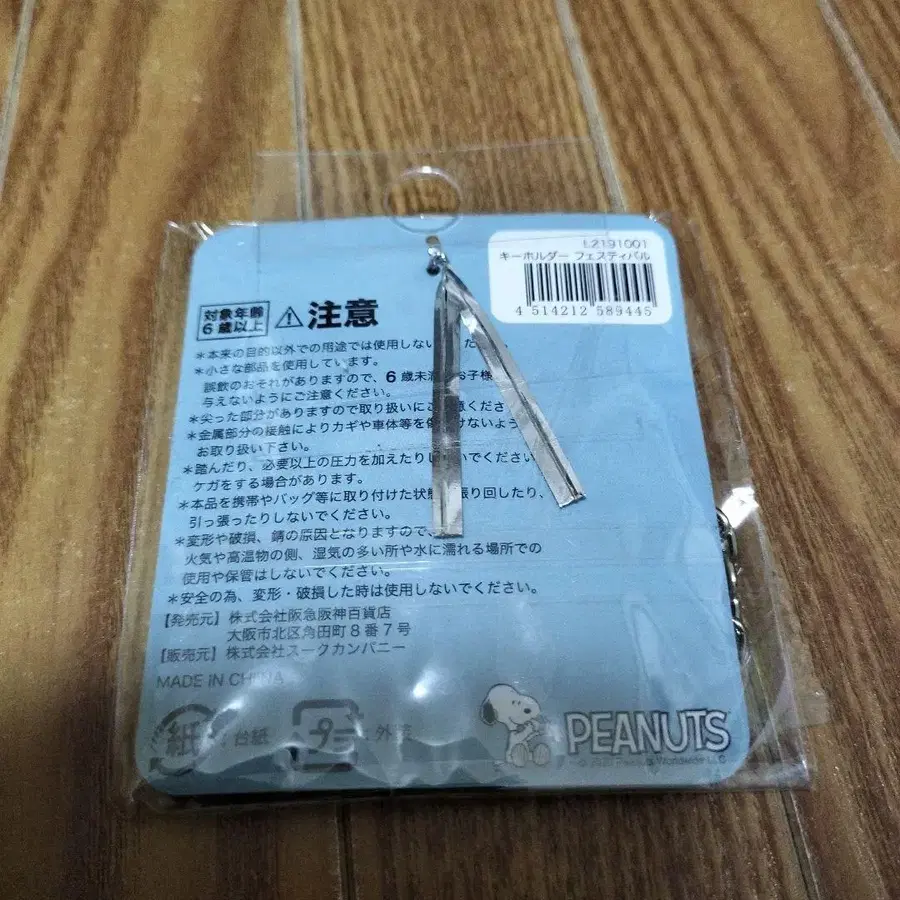 L2191001
キーホルダー フェスティバル
4 514212 589445
対象年齢
6歳以上
⚠注意
*本来の目的以外での用途では使用しない
*小さな部品を使用しています。
誤飲のおそれがありますので、6歳未満 お子様
与えないようにご注意ください。
*尖った部分がありますので取り扱いにご 意くださ
*金属部分の接触によりカギや車体等を傷 けないよう
お取り扱い下さい。
*踏んだり、必要以上の圧力を加えたりし いでください
ケガをする場合があります。
*本品を携帯やバッグ等に取り付けた状態 振り回したり、
引っ張ったりしないでください。
*変形や破損、錆の原因となりますので、
火気や高温物の側、湿気の多い所や水に濡れる場所での
使用や保管はしないでください。
*安全の為、変形・破損した時は使用しないでください。
【発売元】株式会社阪急阪神百貨店
大阪市北区角田町8番7号
【販売元】株式会社スークカンパニー
MADE IN CHINA
紙 : 台紙
プラ : 外
PEANUTS
Peanuts Worldwide LLC